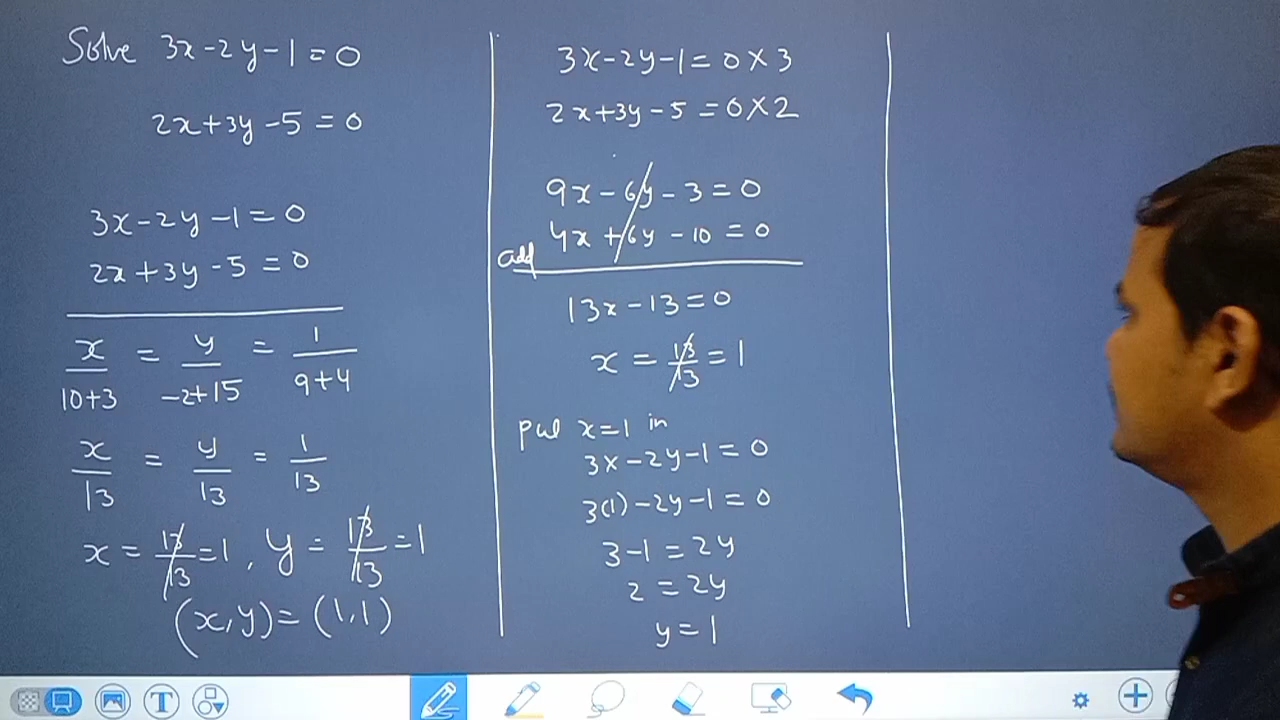 Solve 3x-2y-1=0
2x+3y-5=0
3x-2y-1=0
2x+3y-5=0
x/10+3 = y/-2+15 = 1/9+4
x/13 = y/13 = 1/13
x = 13/13 =1, y = 13/13 =1
(x,y) = (1,1)
3x-2y-1=0×3
2x+3y-5=0×2
9x-6y-3=0
4x+6y-10=0
add
13x-13=0
x = 13/13 = 1
put x=1 in
3x-2y-1=0
3(1)-2y-1=0
3-1=2y
2=2y
y=1
T